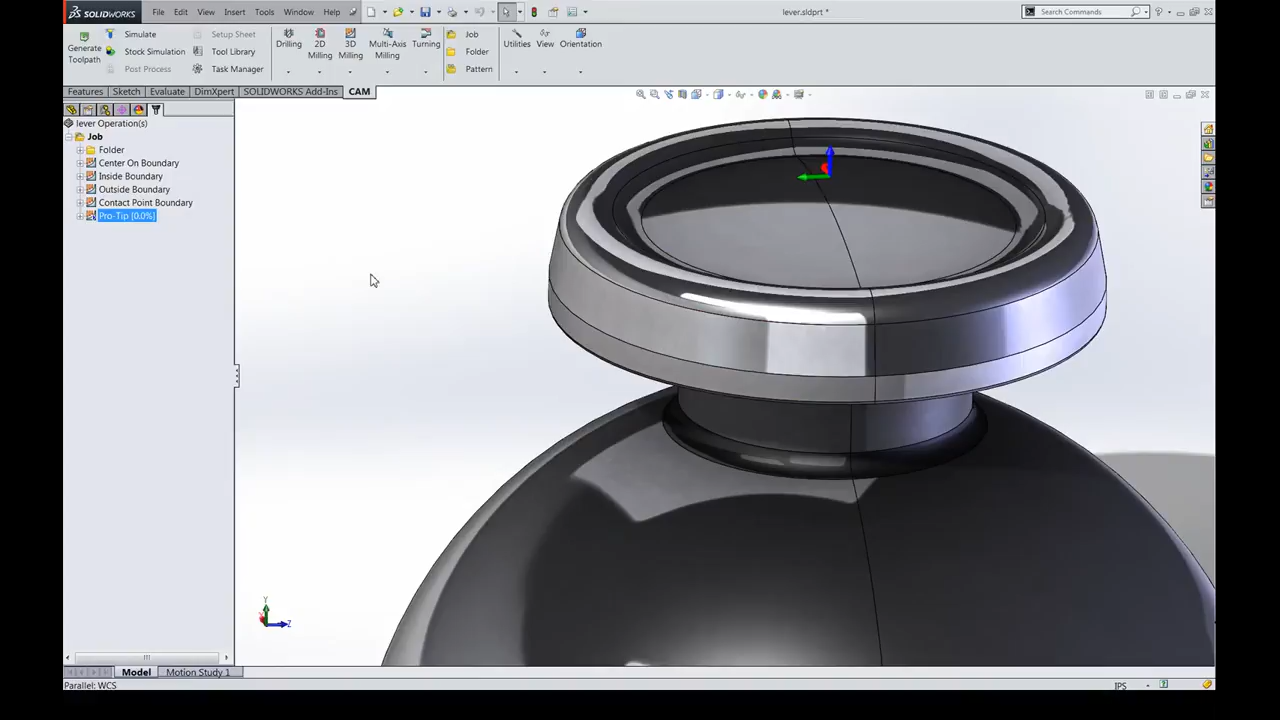 SOLIDWORKS File Edit View Insert Tools Window Help lever.sldprt * Search Commands ?
Generate Toolpath
Simulate
Stock Simulation
Post Process
Setup Sheet
Tool Library
Task Manager
Drilling
2D Milling
3D Milling
Multi-Axis Milling
Turning
Job
Folder
Pattern
Utilities
View
Orientation
Features Sketch Evaluate DimXpert SOLIDWORKS Add-Ins CAM
lever Operation(s)
Job
Folder
Center On Boundary
Inside Boundary
Outside Boundary
Contact Point Boundary
Pro-Tip [0.0%]
Y
Z
Model Motion Study 1
Parallel: WCS IPS